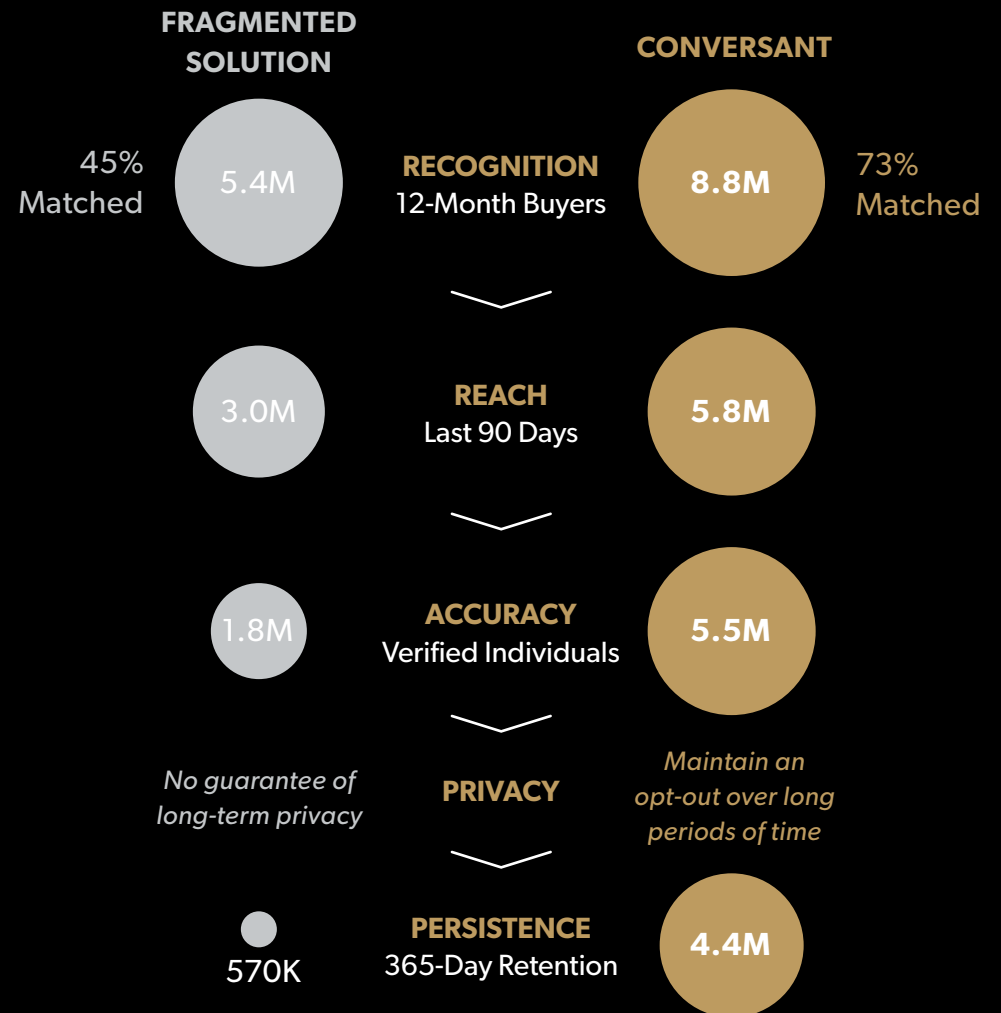 FRAGMENTED
SOLUTION
CONVERSANT
45%
Matched
5.4M
RECOGNITION
12-Month Buyers
8.8M
73%
Matched
3.0M
REACH
Last 90 Days
5.8M
1.8M
ACCURACY
Verified Individuals
5.5M
No guarantee of
long-term privacy
PRIVACY
Maintain an
opt-out over long
periods of time
570K
PERSISTENCE
365-Day Retention
4.4M